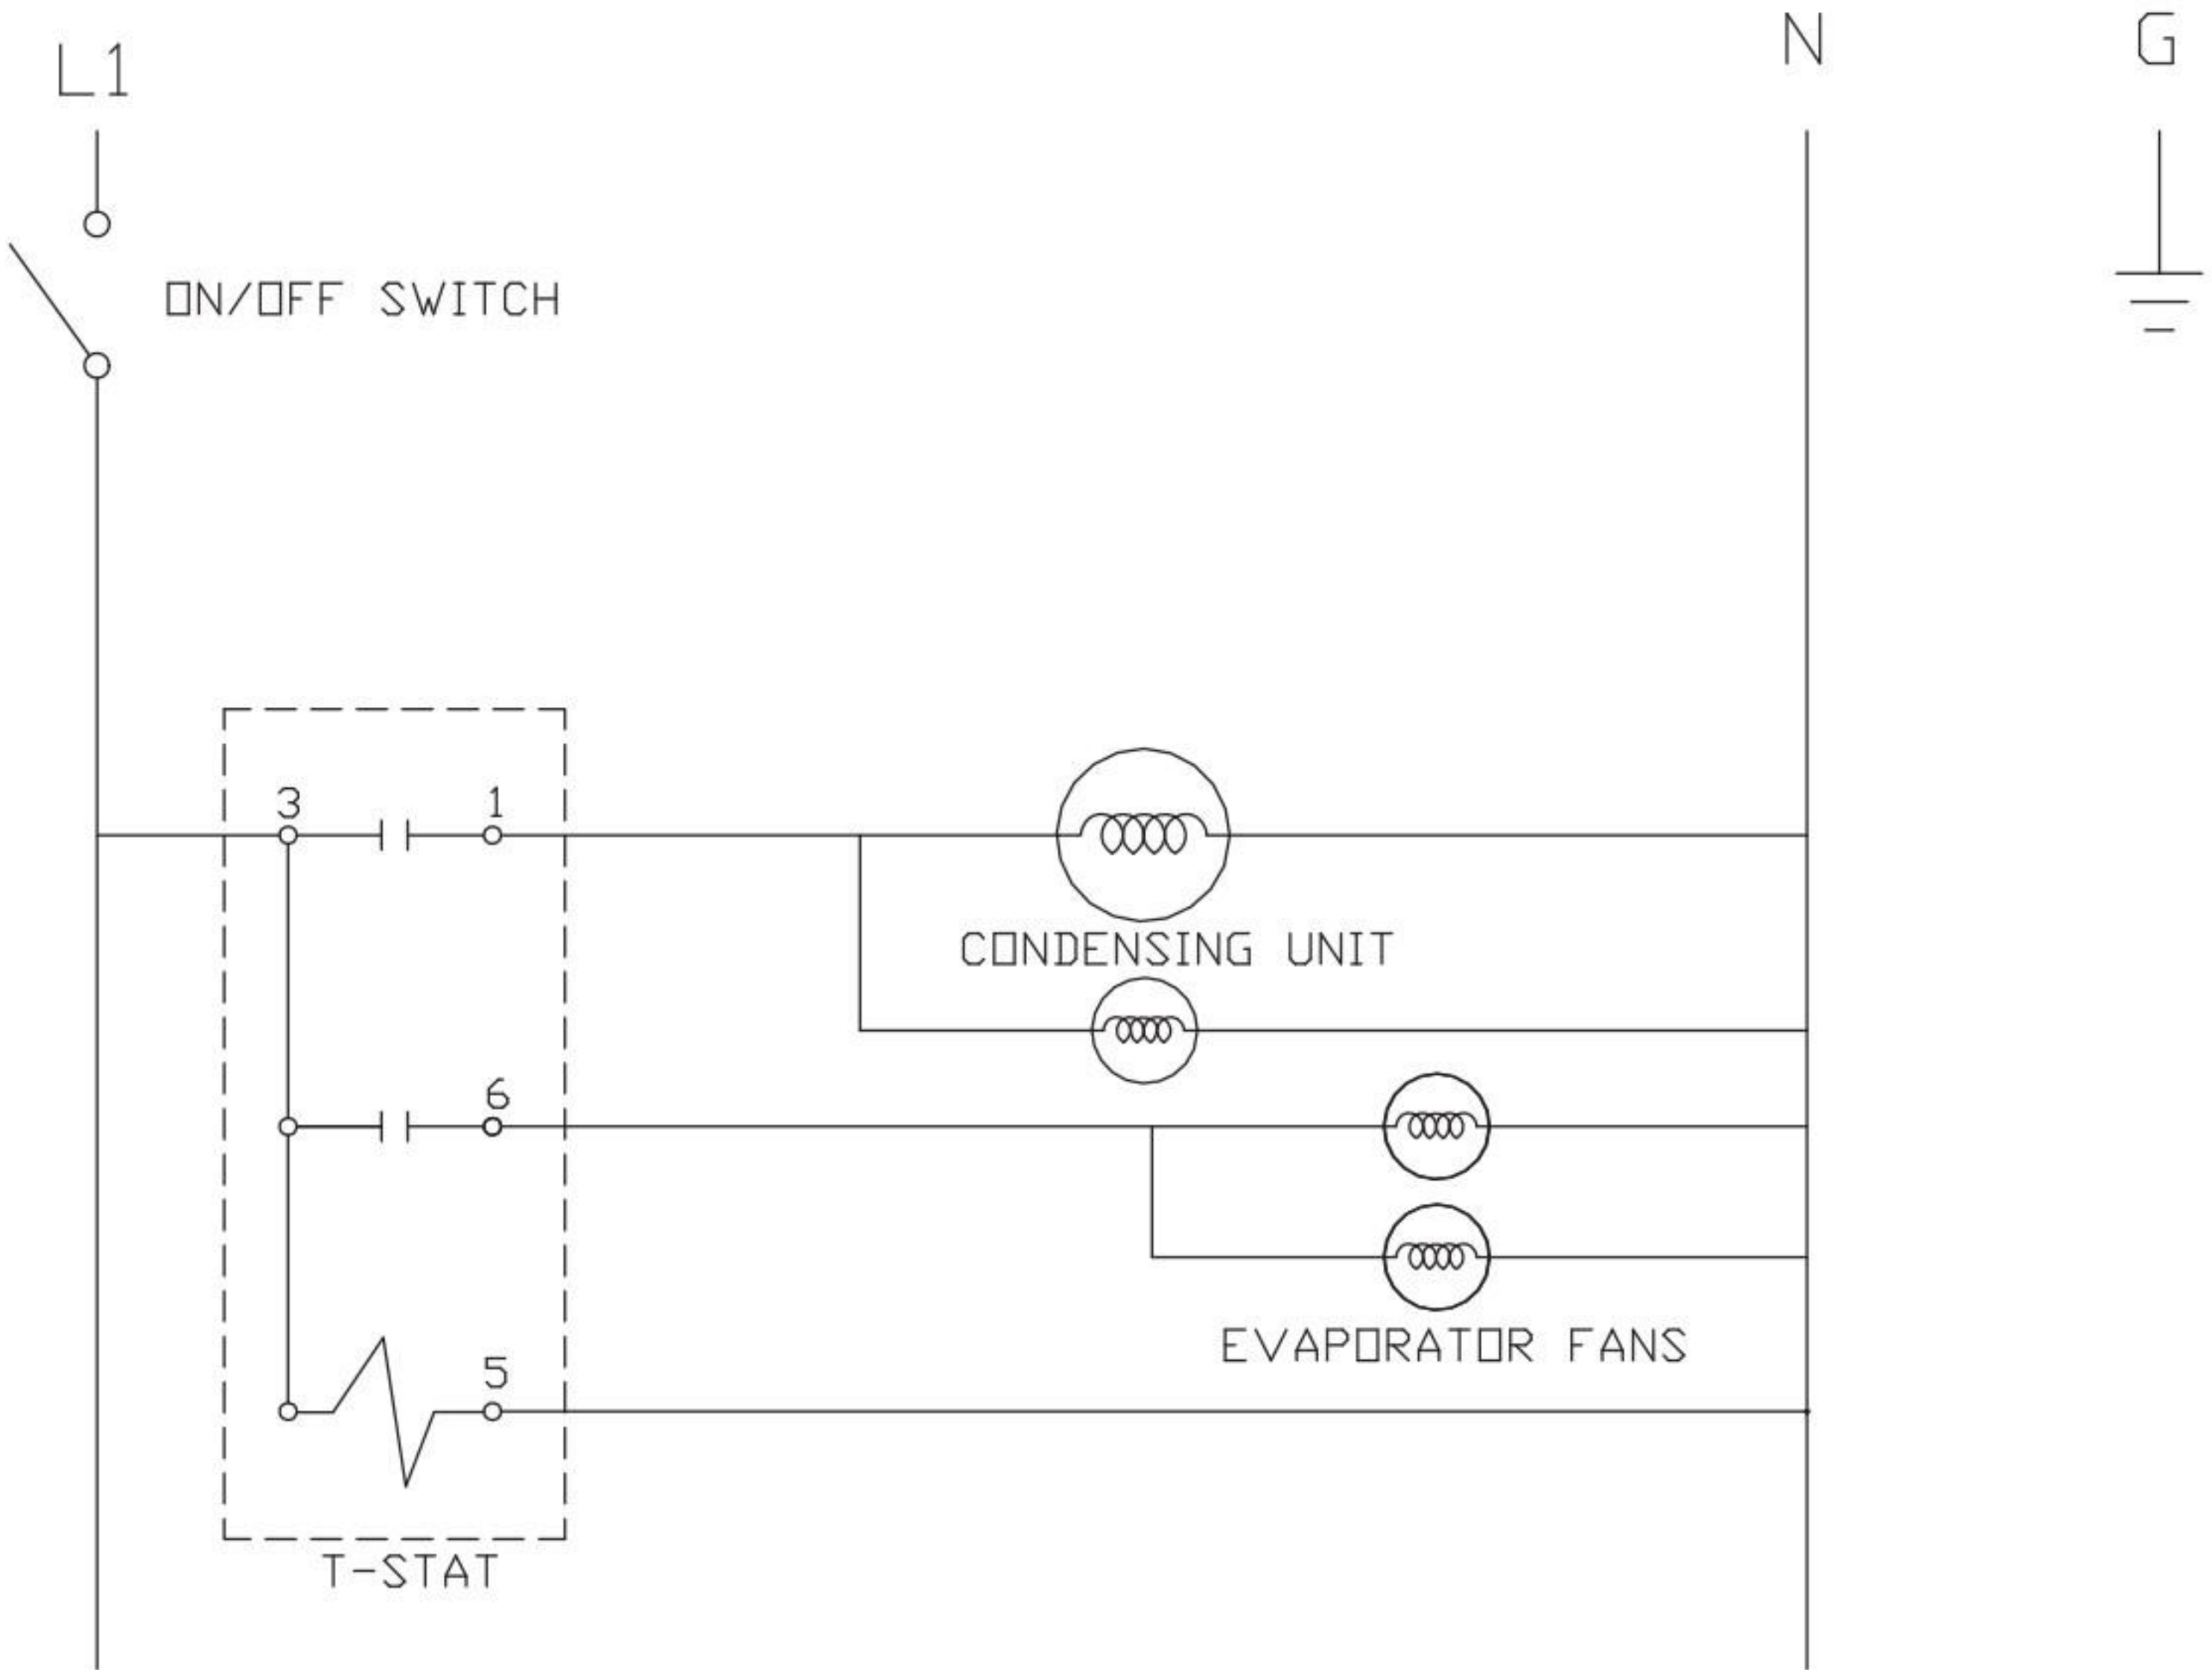 L1
N
G
ON/OFF SWITCH
3
1
CONDENSING UNIT
6
EVAPORATOR FANS
5
T-STAT